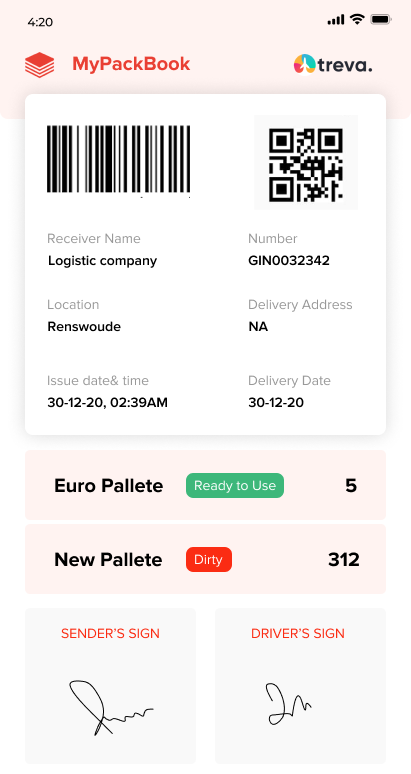 4:20
MyPackBook
treva.
Receiver Name
Number
Logistic company
GIN0032342
Location
Delivery Address
Renswoude
NA
Issue date& time
Delivery Date
30-12-20, 02:39AM
30-12-20
Euro Pallete Ready to Use 5
New Pallete Dirty 312
SENDER'S SIGN
DRIVER'S SIGN